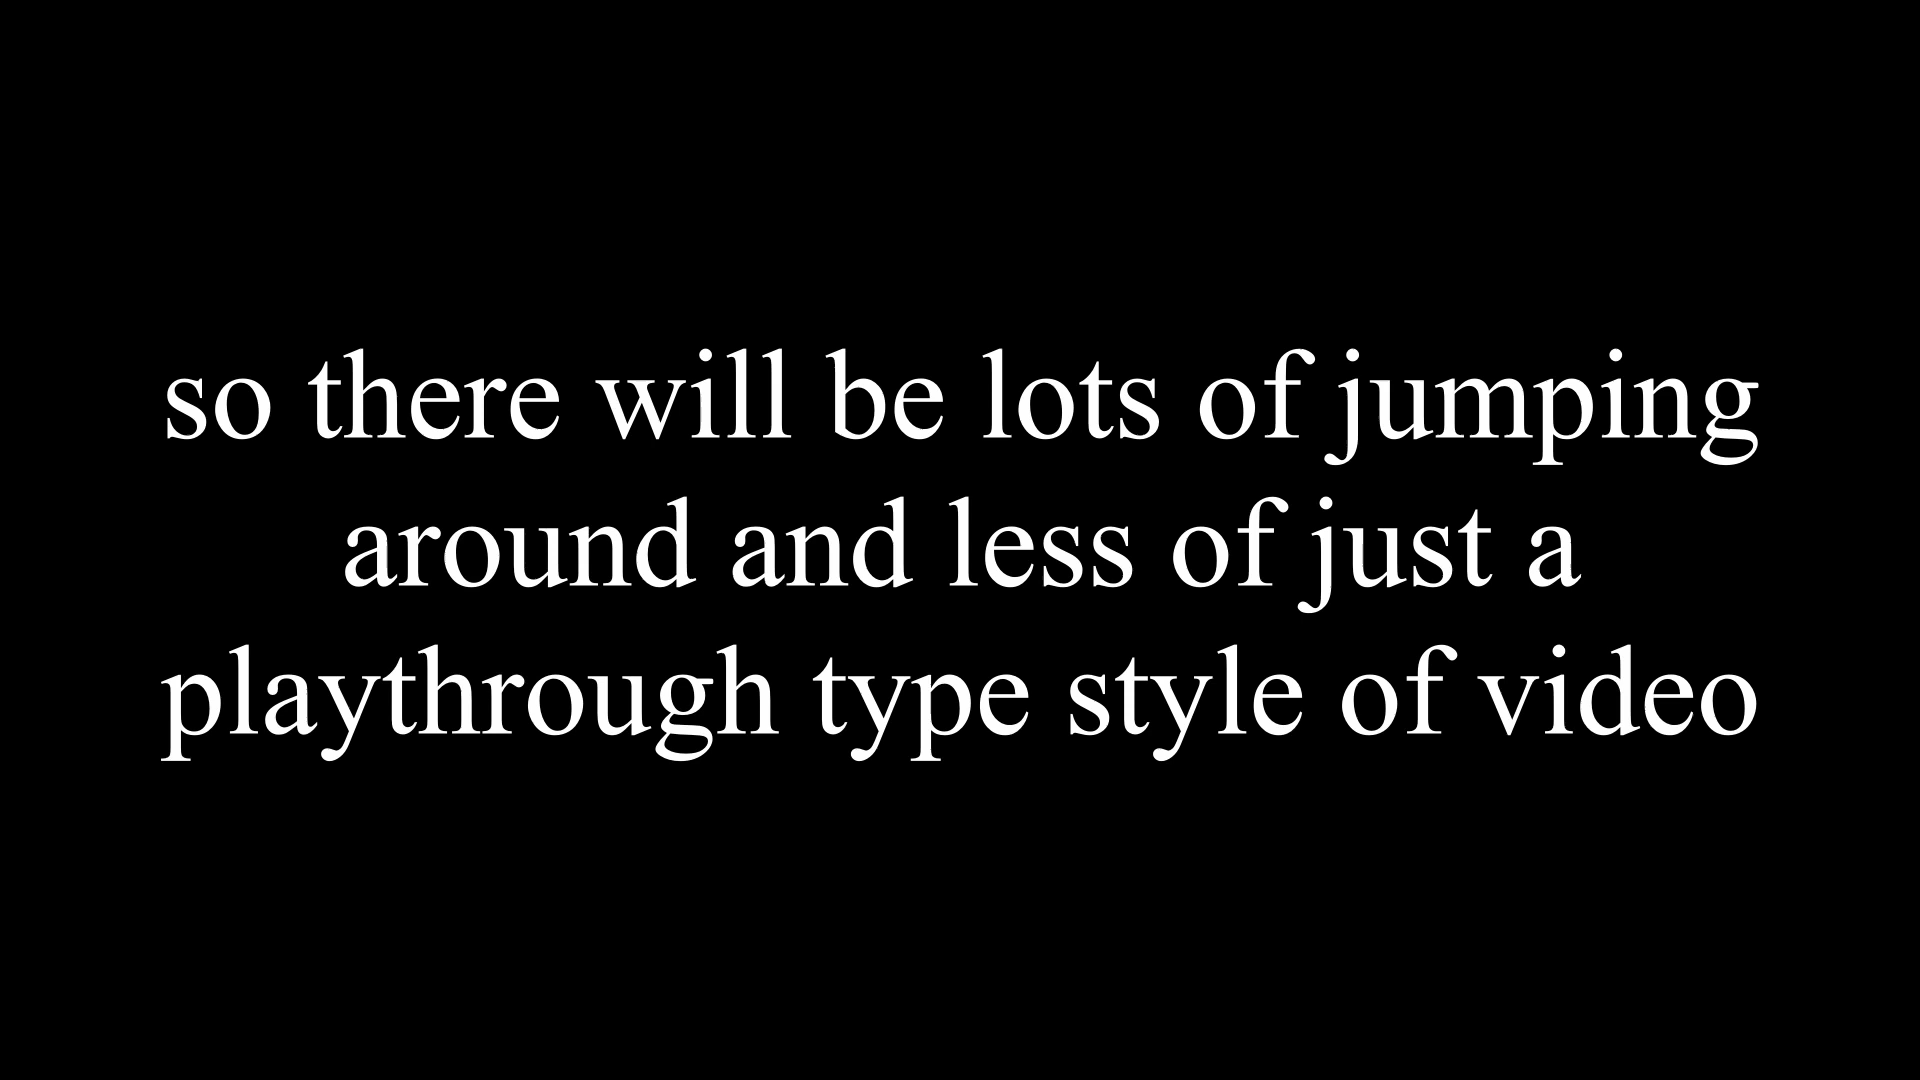 so there will be lots of jumping
around and less of just a
playthrough type style of video